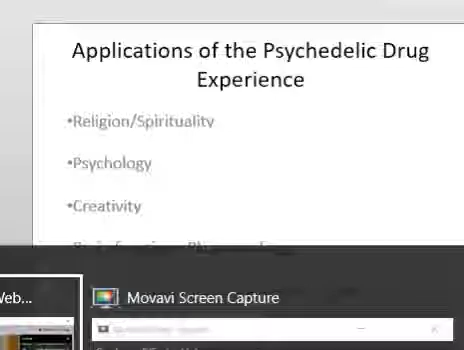 Applications of the Psychedelic Drug
Experience
•Religion/Spirituality
•Psychology
•Creativity
Web...
Movavi Screen Capture